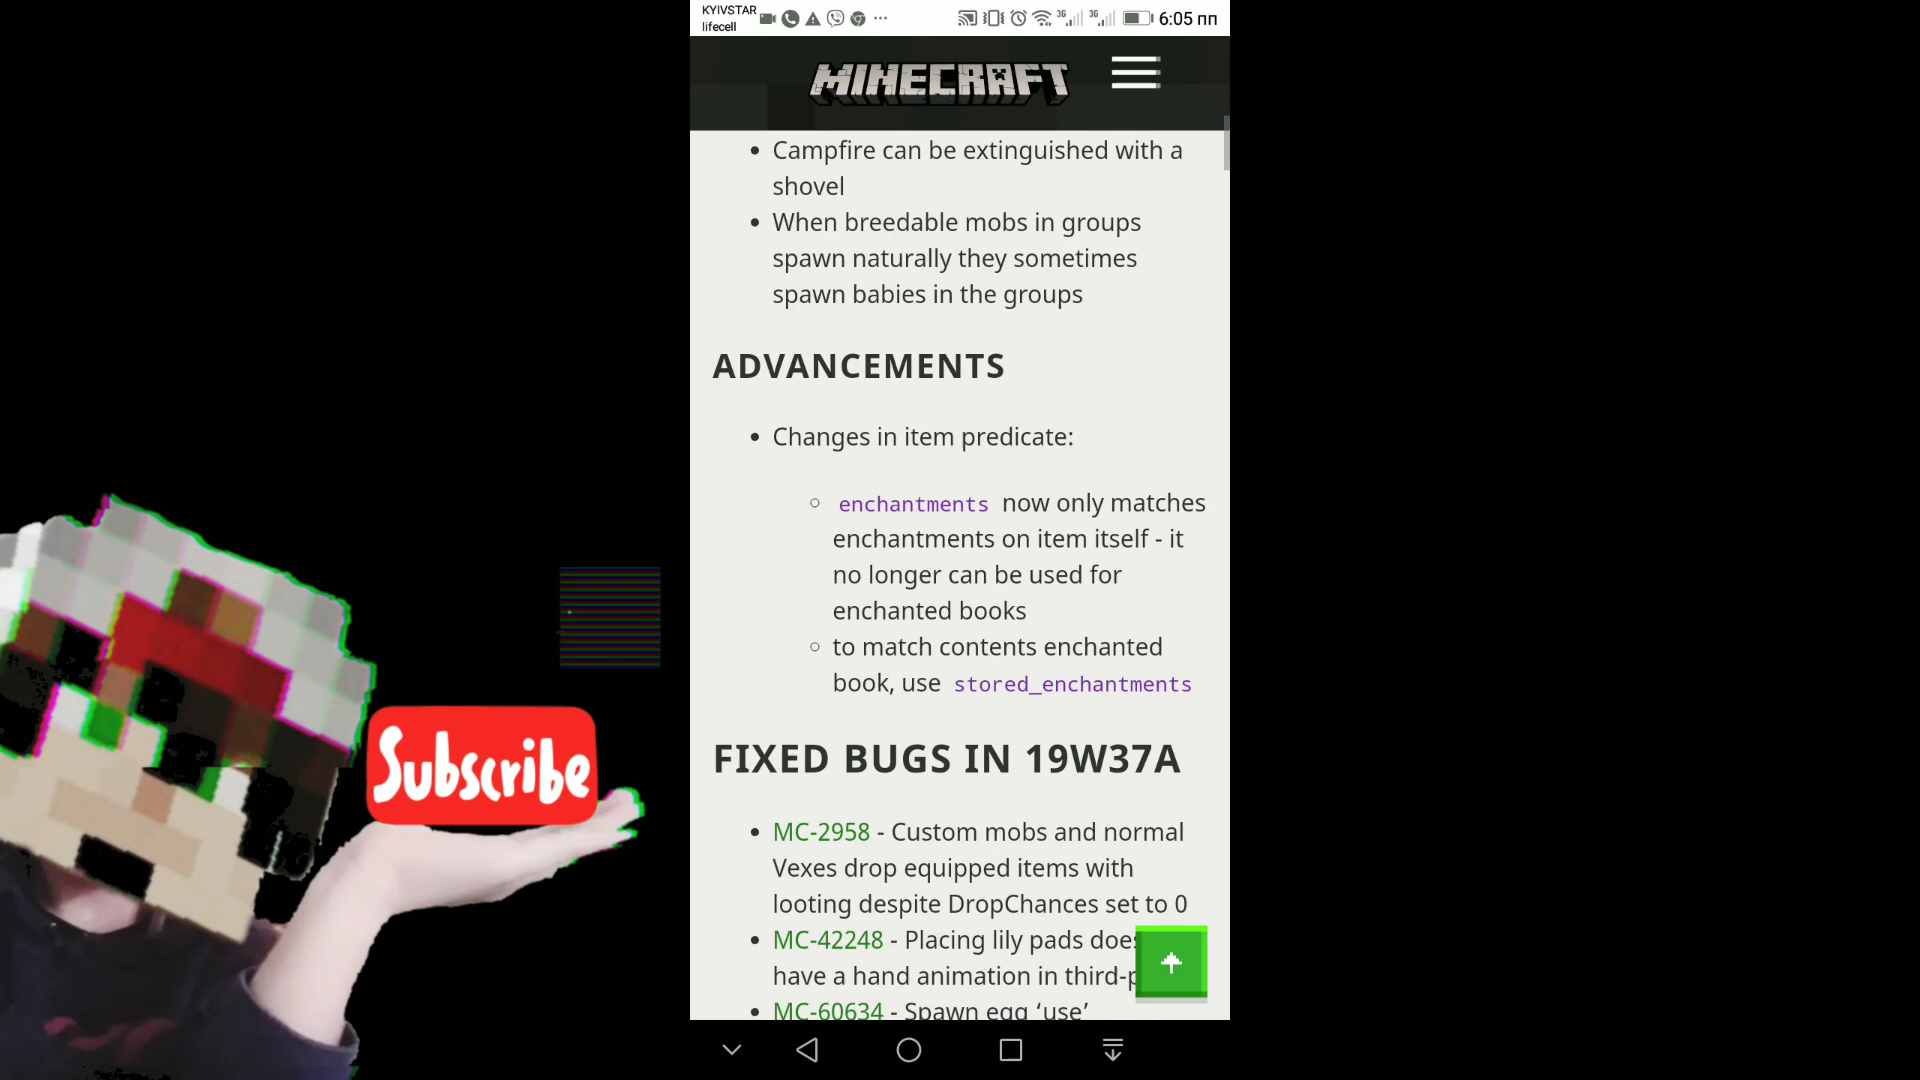 KYIVSTAR
lifecell
6:05 пп
MINECRAFT
Campfire can be extinguished with a
shovel
When breedable mobs in groups
spawn naturally they sometimes
spawn babies in the groups
ADVANCEMENTS
Changes in item predicate:
enchantments now only matches
enchantments on item itself - it
no longer can be used for
enchanted books
to match contents enchanted
book, use stored_enchantments
FIXED BUGS IN 19W37A
MC-2958 - Custom mobs and normal
Vexes drop equipped items with
looting despite DropChances set to 0
MC-42248 - Placing lily pads
have a hand animation in
MC-60634 - Spawn egg ‘use’
Subscribe
3G
3G